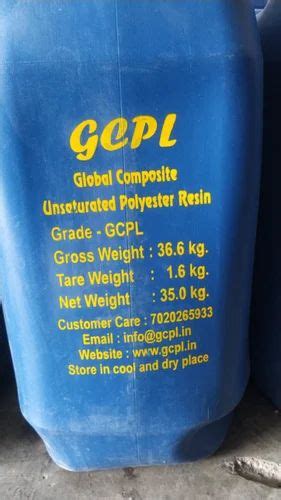 GCPL
Global Composite
Unsaturated Polyester Resin
Grade - GCPL
Gross Weight : 36.6 kg.
Tare Weight : 1.6 kg.
Net Weight : 35.0 kg.
Customer Care : 7020265933
Email : info@gcpl.in
Website : www.gcpl.in
Store in cool and dry place